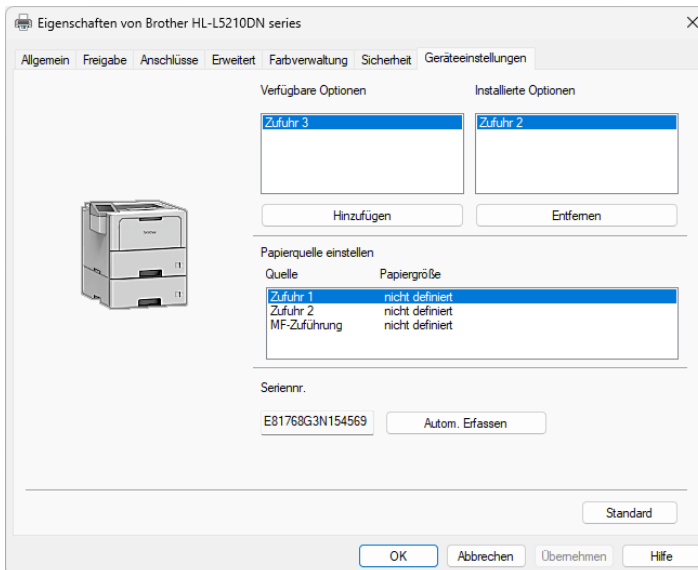 Eigenschaften von Brother HL-L5210DN series
Allgemein Freigabe Anschlüsse Erweitert Farbverwaltung Sicherheit Geräteeinstellungen
Verfügbare Optionen Installierte Optionen
Zufuhr 3 Zufuhr 2
Hinzufügen Entfernen
Papierquelle einstellen
Quelle Papiergröße
Zufuhr 1 nicht definiert
Zufuhr 2 nicht definiert
MF-Zuführung nicht definiert
Seriennr.
E81768G3N154569 Autom. Erfassen
Standard
OK Abbrechen Übernehmen Hilfe